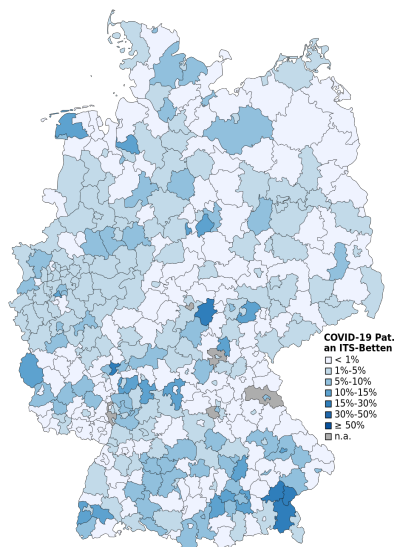 COVID-19 Pat.
an ITS-Betten
< 1%
1%-5%
5%-10%
10%-15%
15%-30%
30%-50%
≥ 50%
n.a.